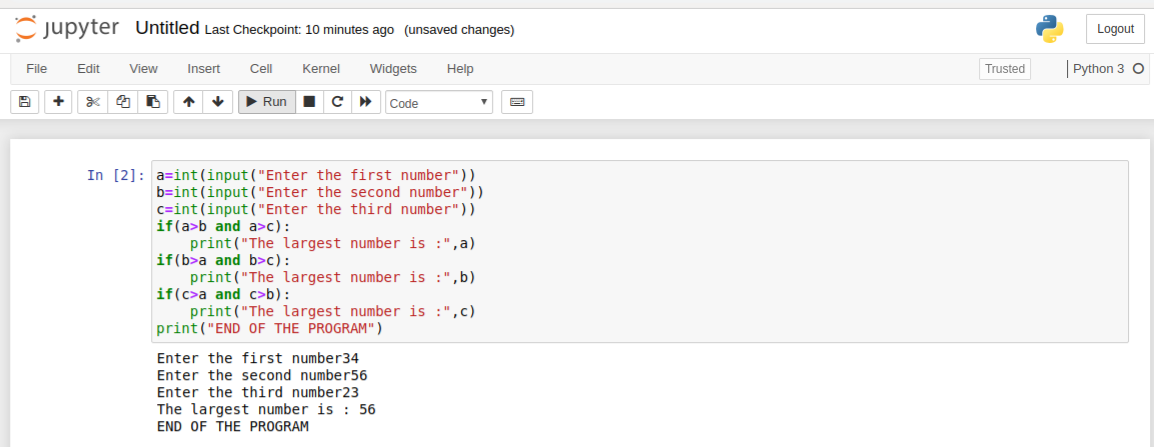 jupyter Untitled Last Checkpoint: 10 minutes ago (unsaved changes) Logout
File Edit View Insert Cell Kernel Widgets Help Trusted Python 3
Run Code
In [2]: a=int(input("Enter the first number"))
b=int(input("Enter the second number"))
c=int(input("Enter the third number"))
if(a>b and a>c):
    print("The largest number is :",a)
if(b>a and b>c):
    print("The largest number is :",b)
if(c>a and c>b):
    print("The largest number is :",c)
print("END OF THE PROGRAM")
Enter the first number34
Enter the second number56
Enter the third number23
The largest number is : 56
END OF THE PROGRAM